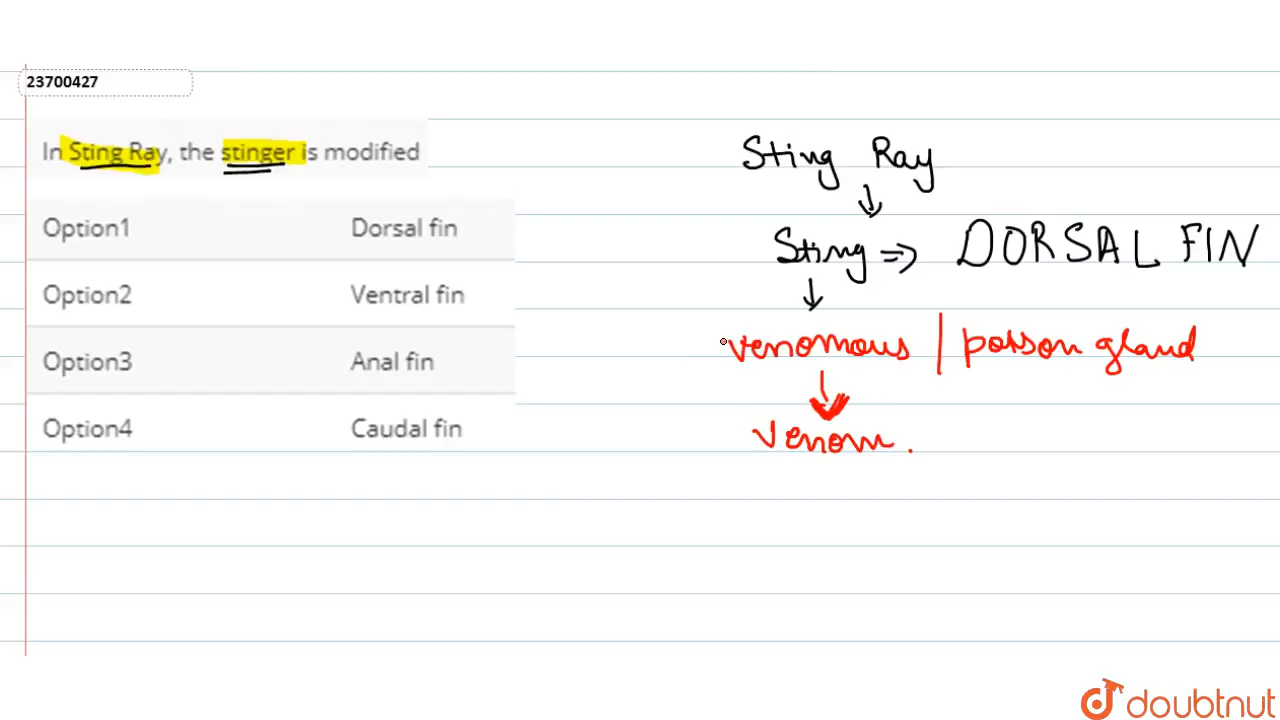 23700427
In Sting Ray, the stinger is modified
Option1 Dorsal fin
Option2 Ventral fin
Option3 Anal fin
Option4 Caudal fin
Sting Ray
Sting => DORSAL FIN
venomous | poison gland
Venom.
doubtnut